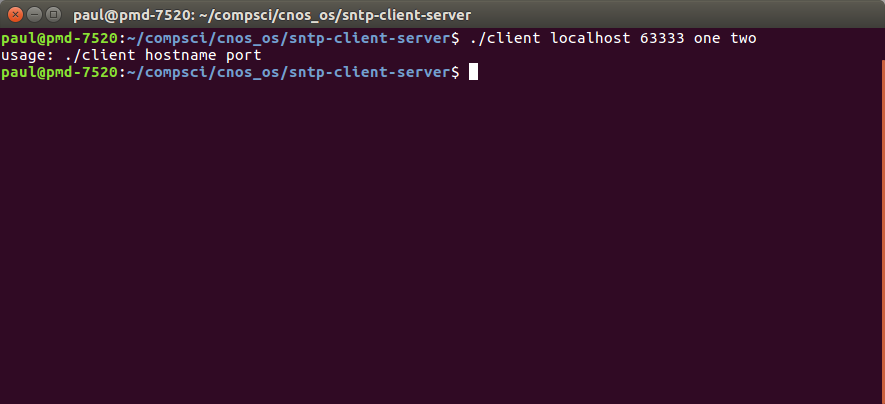 paul@pmd-7520: ~/compsci/cnos_os/sntp-client-server
paul@pmd-7520:~/compsci/cnos_os/sntp-client-server$ ./client localhost 63333 one two
usage: ./client hostname port
paul@pmd-7520:~/compsci/cnos_os/sntp-client-server$